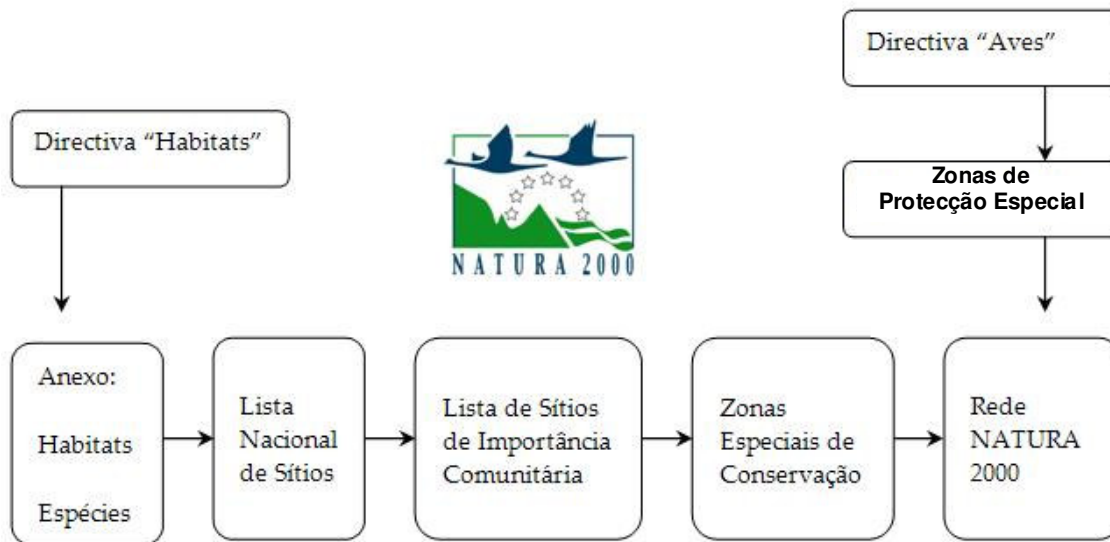 Directiva “Aves”
Directiva “Habitats”
Zonas de
Protecção Especial
NATURA 2000
Anexo:
Habitats
Espécies
Lista
Nacional
de Sítios
Lista de Sítios
de Importância
Comunitária
Zonas
Especiais de
Conservação
Rede
NATURA
2000